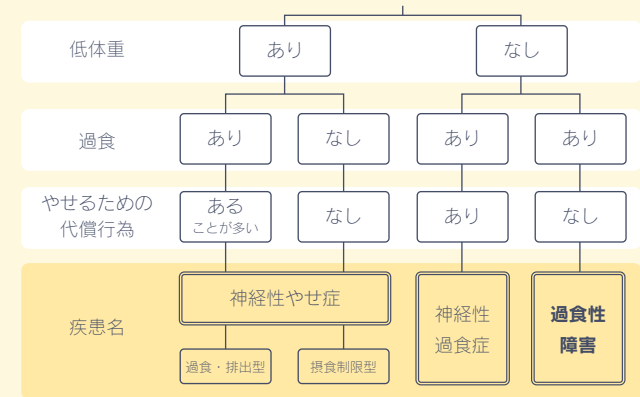 低体重
あり
なし
過食
あり
なし
あり
あり
やせるための
代償行為
ある
ことが多い
なし
あり
なし
疾患名
神経性やせ症
過食・排出型
摂食制限型
神経性
過食症
過食性
障害